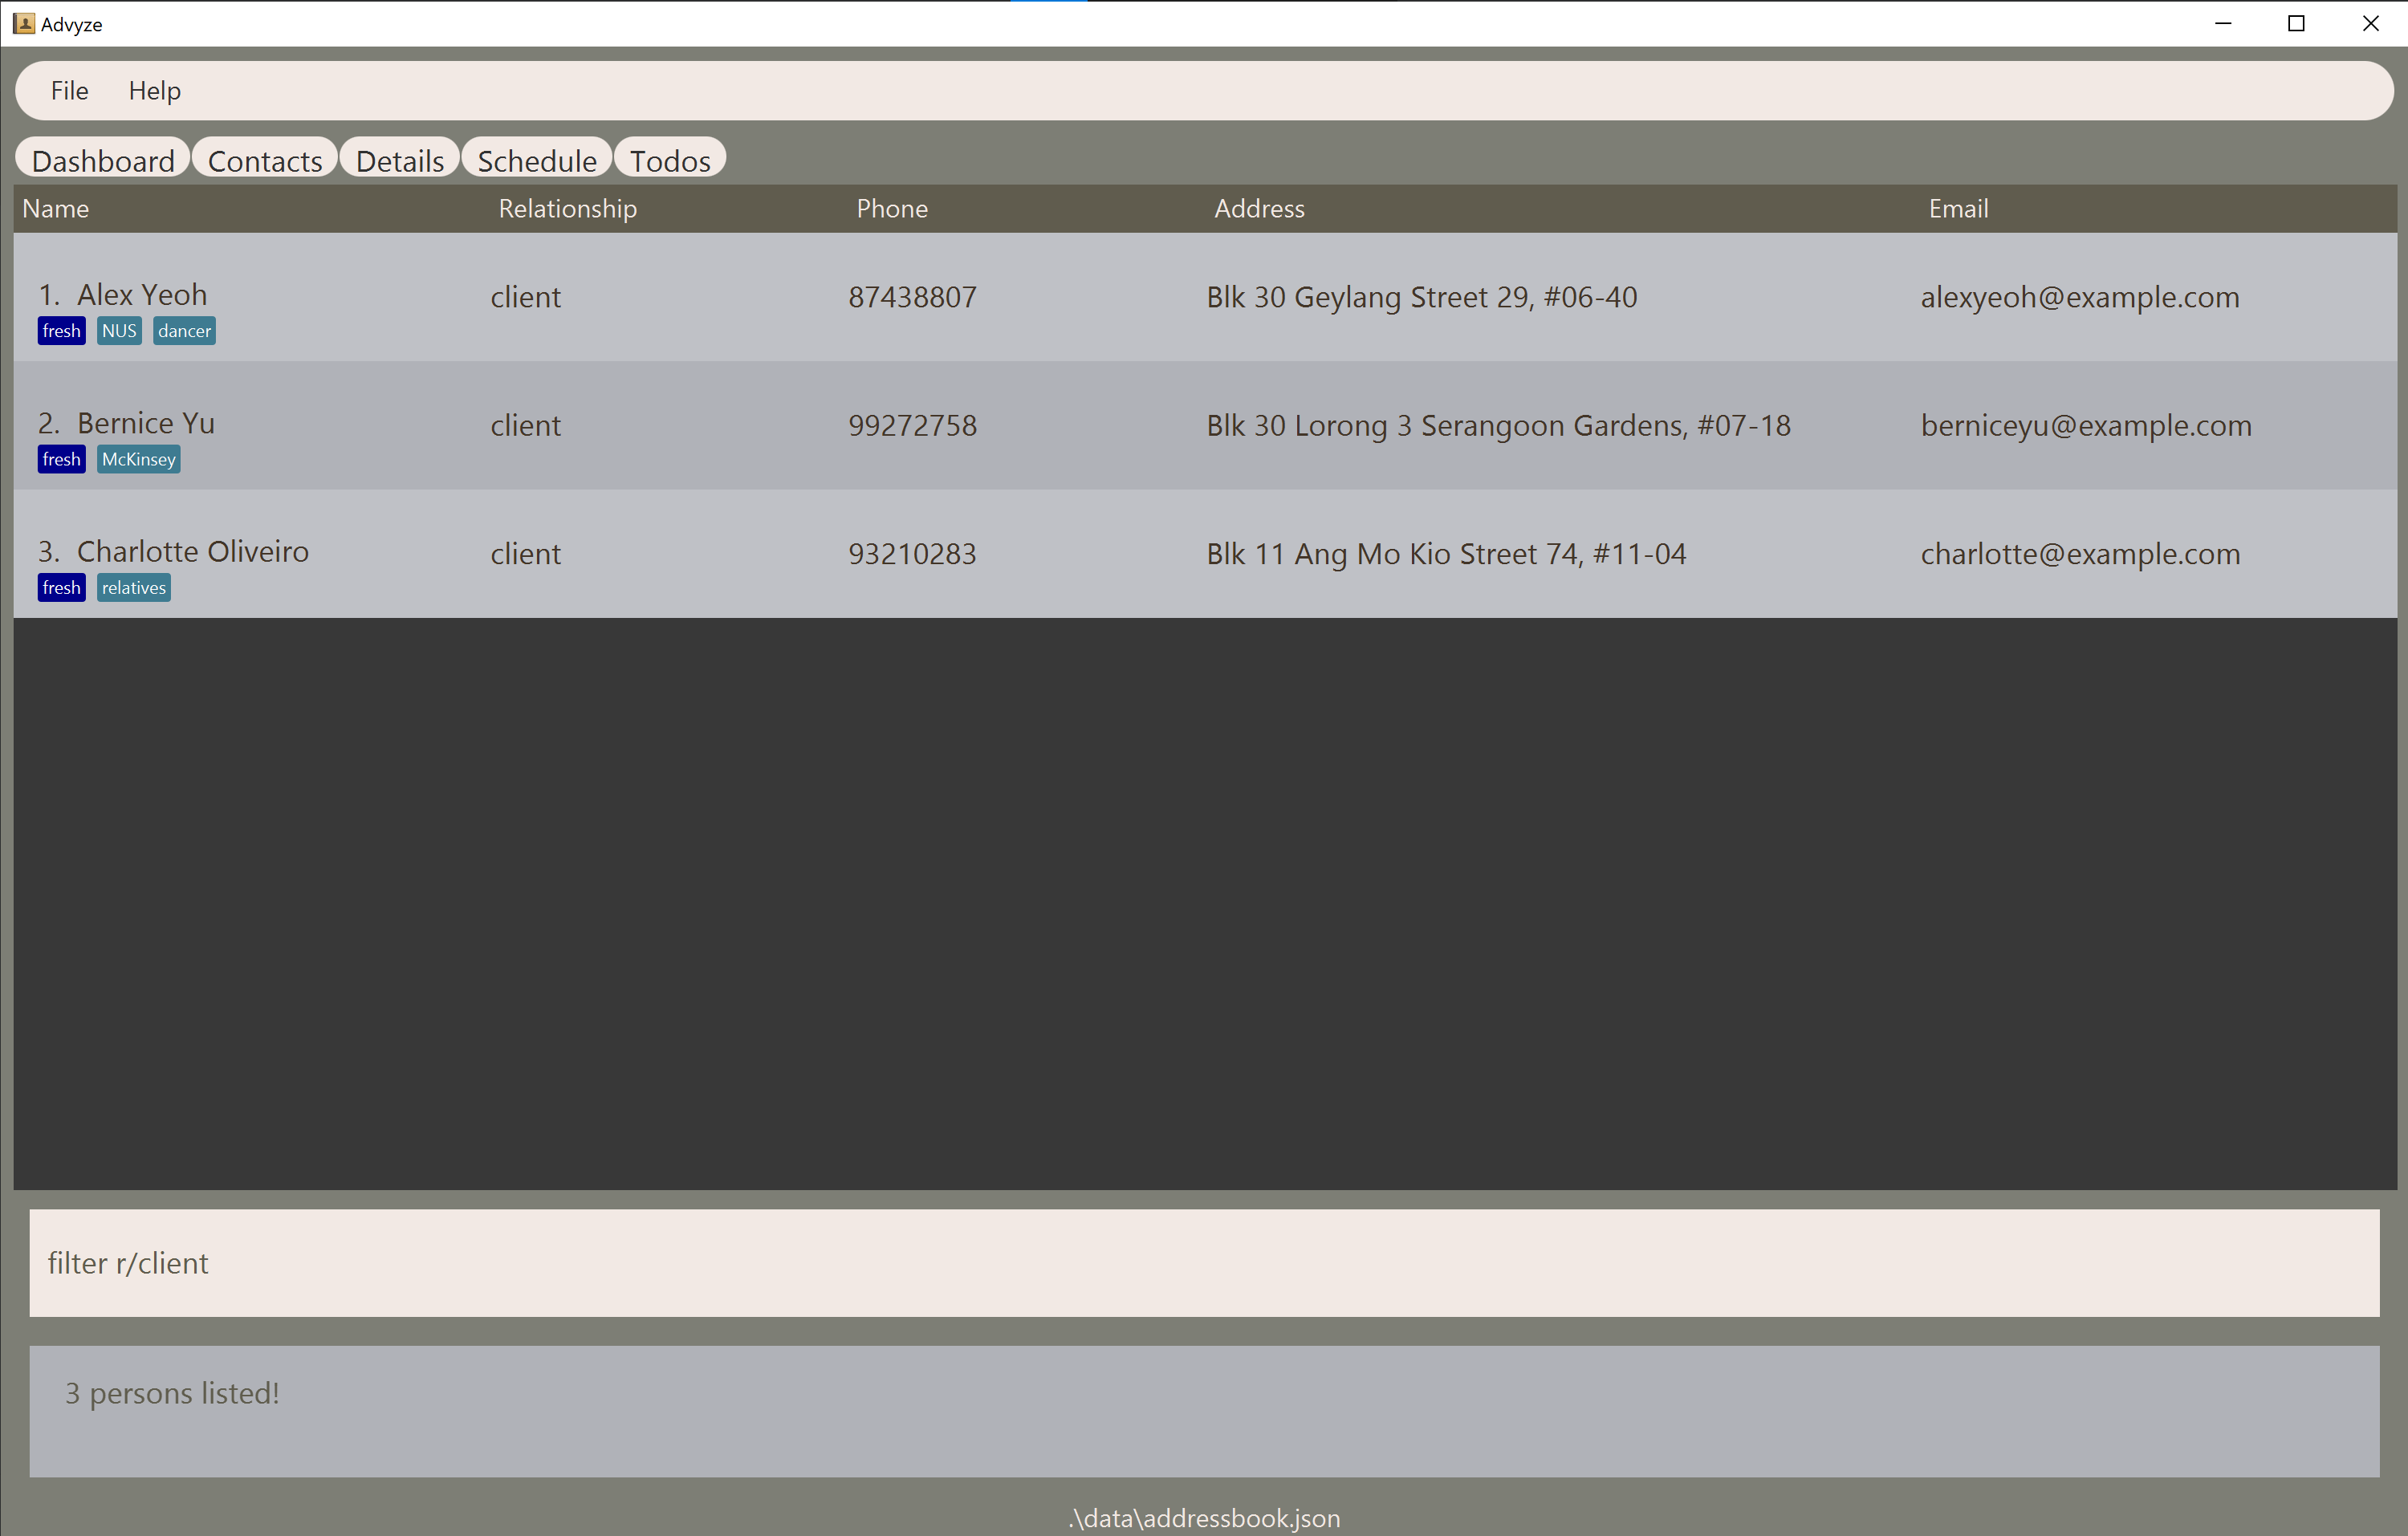 Advyze
File Help
Dashboard Contacts Details Schedule Todos
Name Relationship Phone Address Email
1. Alex Yeoh client 87438807 Blk 30 Geylang Street 29, #06-40 alexyeoh@example.com
fresh NUS dancer
2. Bernice Yu client 99272758 Blk 30 Lorong 3 Serangoon Gardens, #07-18 berniceyu@example.com
fresh McKinsey
3. Charlotte Oliveiro client 93210283 Blk 11 Ang Mo Kio Street 74, #11-04 charlotte@example.com
fresh relatives
filter r/client
3 persons listed!
.\data\addressbook.json